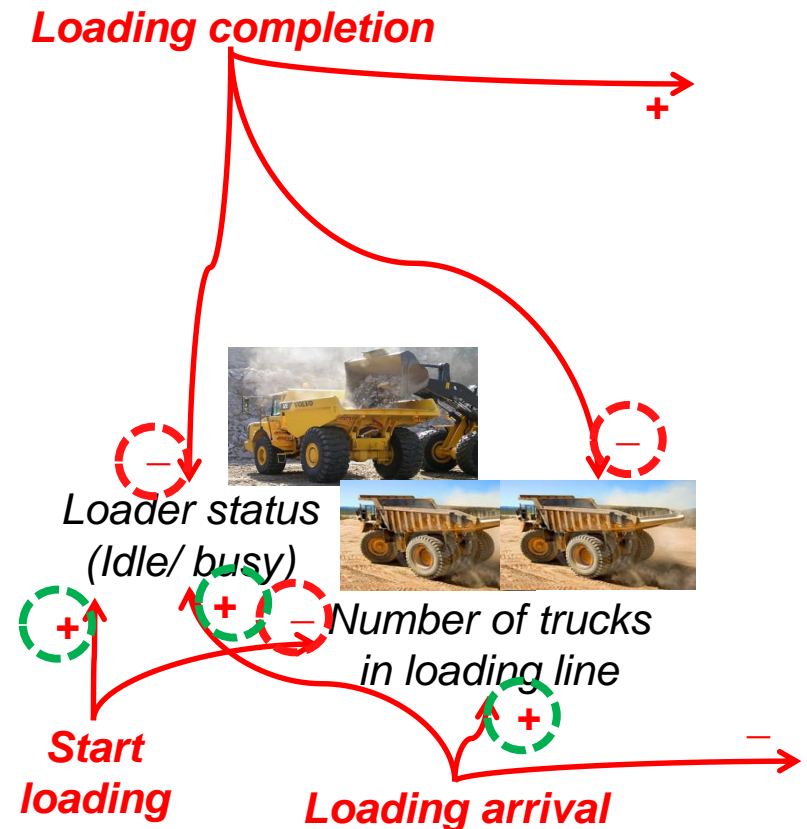 Loading completion
+
–
–
Loader status
(Idle/ busy)
+
+
–
Number of trucks
in loading line
+
–
Start
loading
Loading arrival